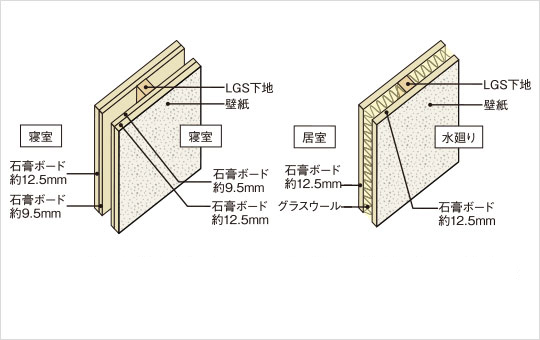 LGS下地
壁紙
寝室
寝室
石膏ボード
約12.5mm
石膏ボード
約9.5mm
石膏ボード
約9.5mm
石膏ボード
約12.5mm
LGS下地
壁紙
居室
水廻り
石膏ボード
約12.5mm
グラスウール
石膏ボード
約12.5mm